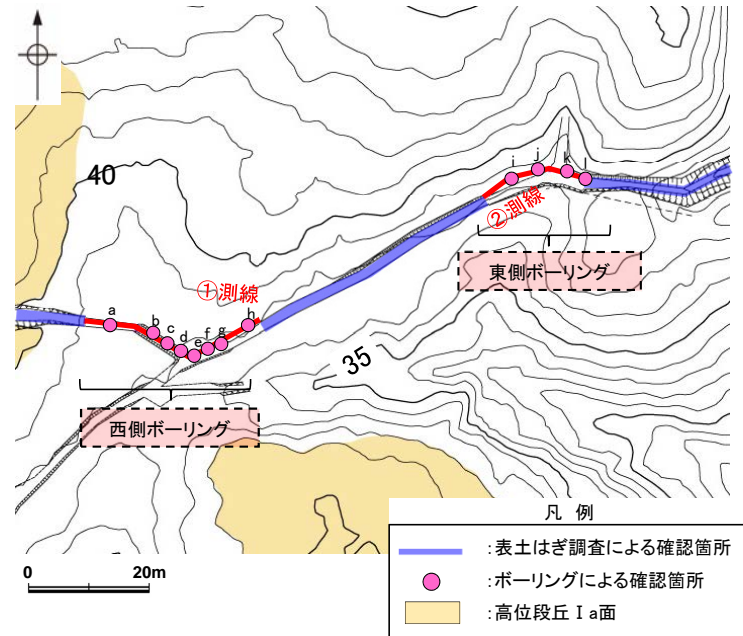 40
i
j
k
l
②測線
東側ボーリング
①測線
a
b
c
d
e
f
g
h
35
西側ボーリング
凡 例
:表土はぎ調査による確認箇所
:ボーリングによる確認箇所
:高位段丘Ⅰa面
0 20m